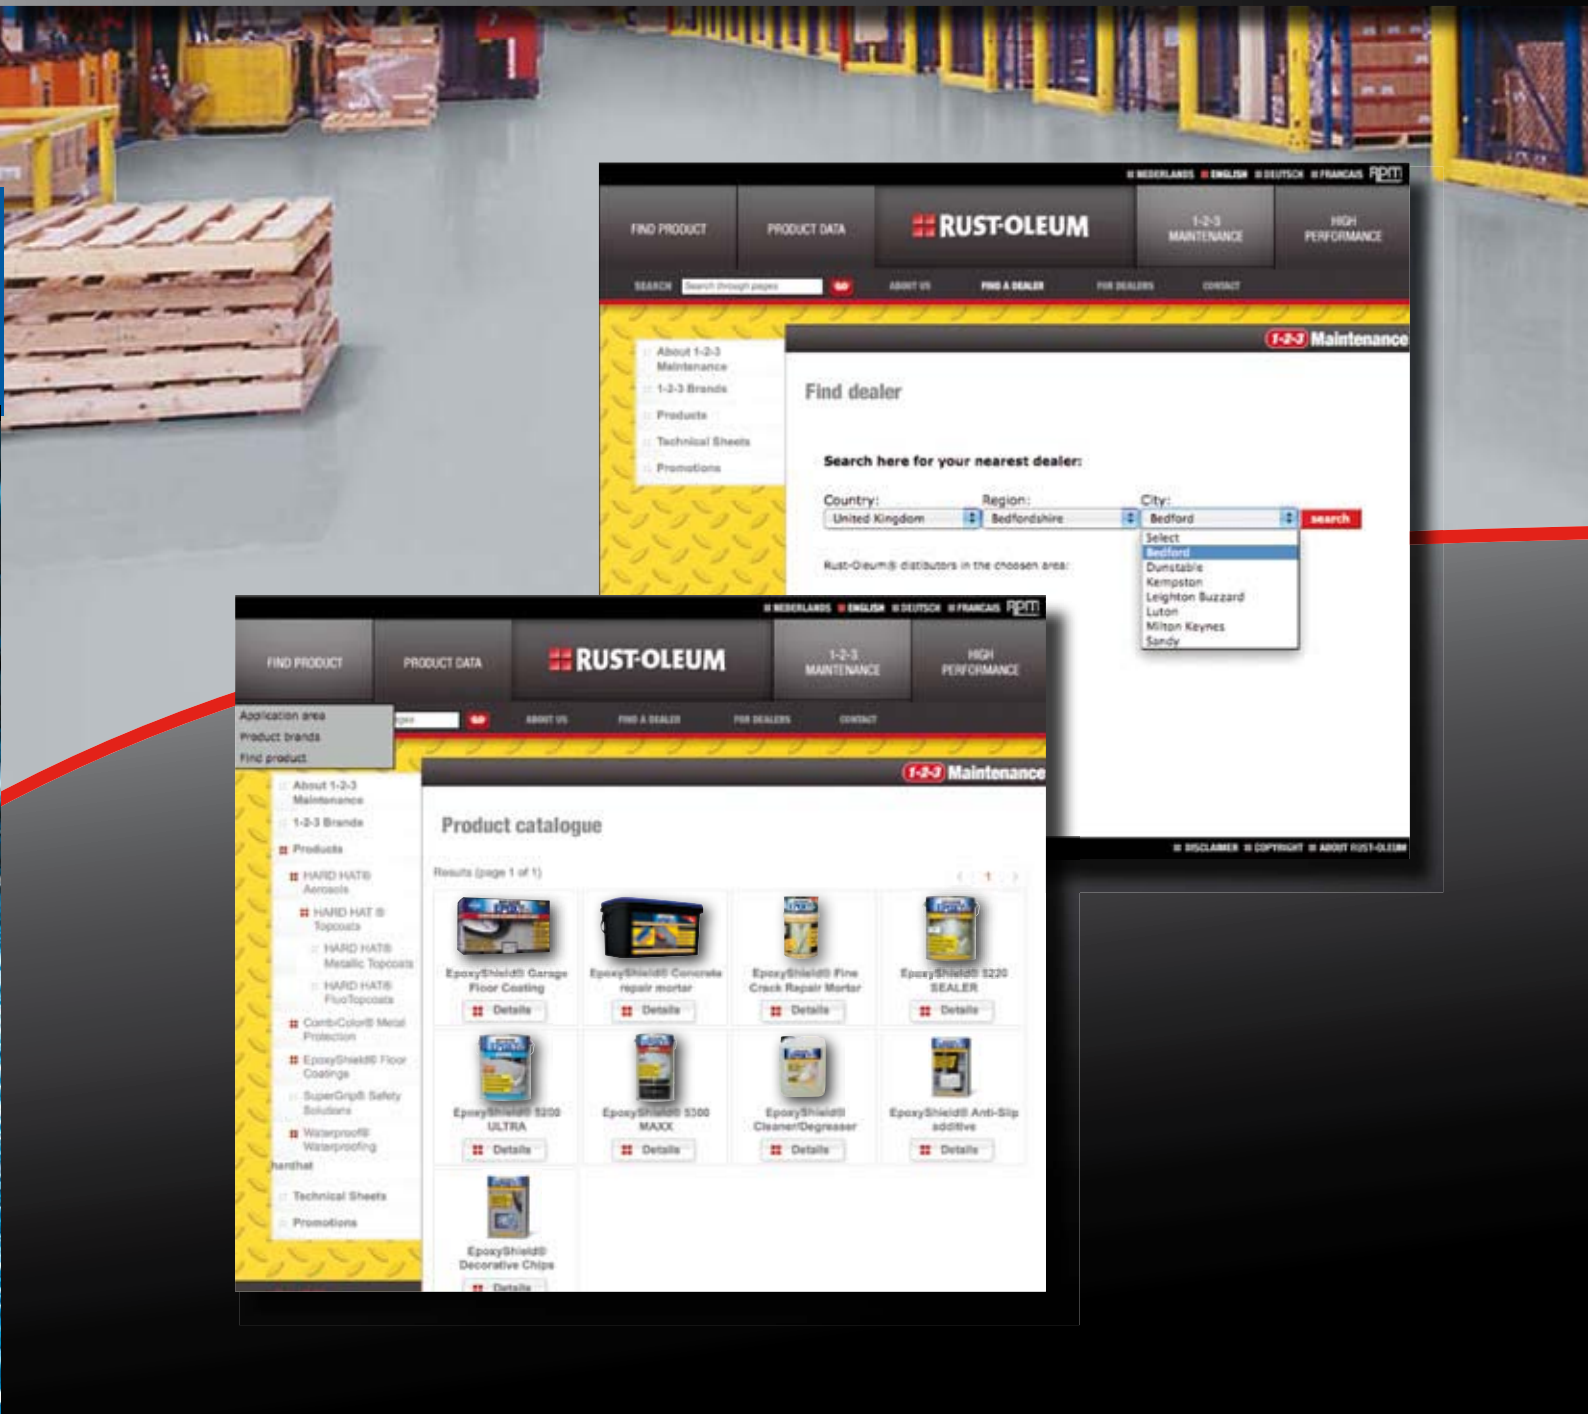 NEDERLANDS ENGLISH DEUTSCH FRANCAIS RPM
FIND PRODUCT
PRODUCT DATA
RUST-OLEUM
1-2-3
MAINTENANCE
HIGH
PERFORMANCE
SEARCH Search through pages GO ABOUT US FIND A DEALER FOR DEALERS CONTACT
1-2-3 Maintenance
About 1-2-3
Maintenance
1-2-3 Brands
Products
Technical Sheets
Promotions
Find dealer
Search here for your nearest dealer:
Country: Region: City:
United Kingdom Bedfordshire Bedford search
Select
Bedford
Dunstable
Kempston
Leighton Buzzard
Luton
Milton Keynes
Sandy
Rust-Oleum® distibutors in the choosen area:
DISCLAIMER COPYRIGHT ABOUT RUST-OLEUM
NEDERLANDS ENGLISH DEUTSCH FRANCAIS RPM
FIND PRODUCT
PRODUCT DATA
RUST-OLEUM
1-2-3
MAINTENANCE
HIGH
PERFORMANCE
pages GO ABOUT US FIND A DEALER FOR DEALERS CONTACT
Application area
Product brands
Find product
1-2-3 Maintenance
About 1-2-3
Maintenance
1-2-3 Brands
Products
HARD HAT®
Aerosols
HARD HAT ®
Topcoats
HARD HAT®
Metallic Topcoats
HARD HAT®
FluoTopcoats
CombiColor® Metal
Protection
EpoxyShield® Floor
Coatings
SuperGrip® Safety
Solutions
Waterproof®
Waterproofing
hardhat
Technical Sheets
Promotions
Product catalogue
Results (page 1 of 1)
1
EpoxyShield® Garage
Floor Coating
Details
EpoxyShield® Concrete
repair mortar
Details
EpoxyShield® Fine
Crack Repair Mortar
Details
EpoxyShield® 5220
SEALER
Details
EpoxyShield® 5200
ULTRA
Details
EpoxyShield® 5300
MAXX
Details
EpoxyShield®
Cleaner/Degreaser
Details
EpoxyShield® Anti-Slip
additive
Details
EpoxyShield®
Decorative Chips
Details